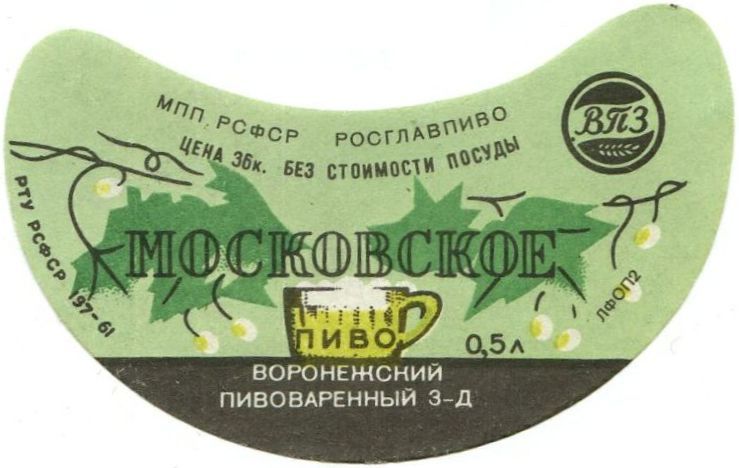 МПП РСФСР РОСГЛАВПИВО
ЦЕНА 36к. БЕЗ СТОИМОСТИ ПОСУДЫ
ВПЗ
РТУ РСФСР 197-61
МОСКОВСКОЕ
ПИВО
0,5 л
ЛФОП2
ВОРОНЕЖСКИЙ
ПИВОВАРЕННЫЙ З-Д